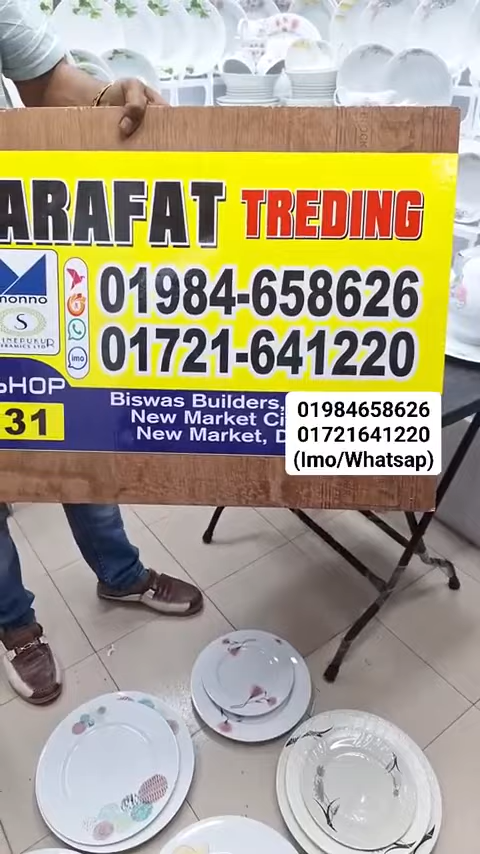 ARAFAT TREDING
01984-658626
01721-641220
monno
S
imo
SHOP
31
Biswas Builders,
New Market Ci
New Market, D
01984658626
01721641220
(Imo/Whatsap)